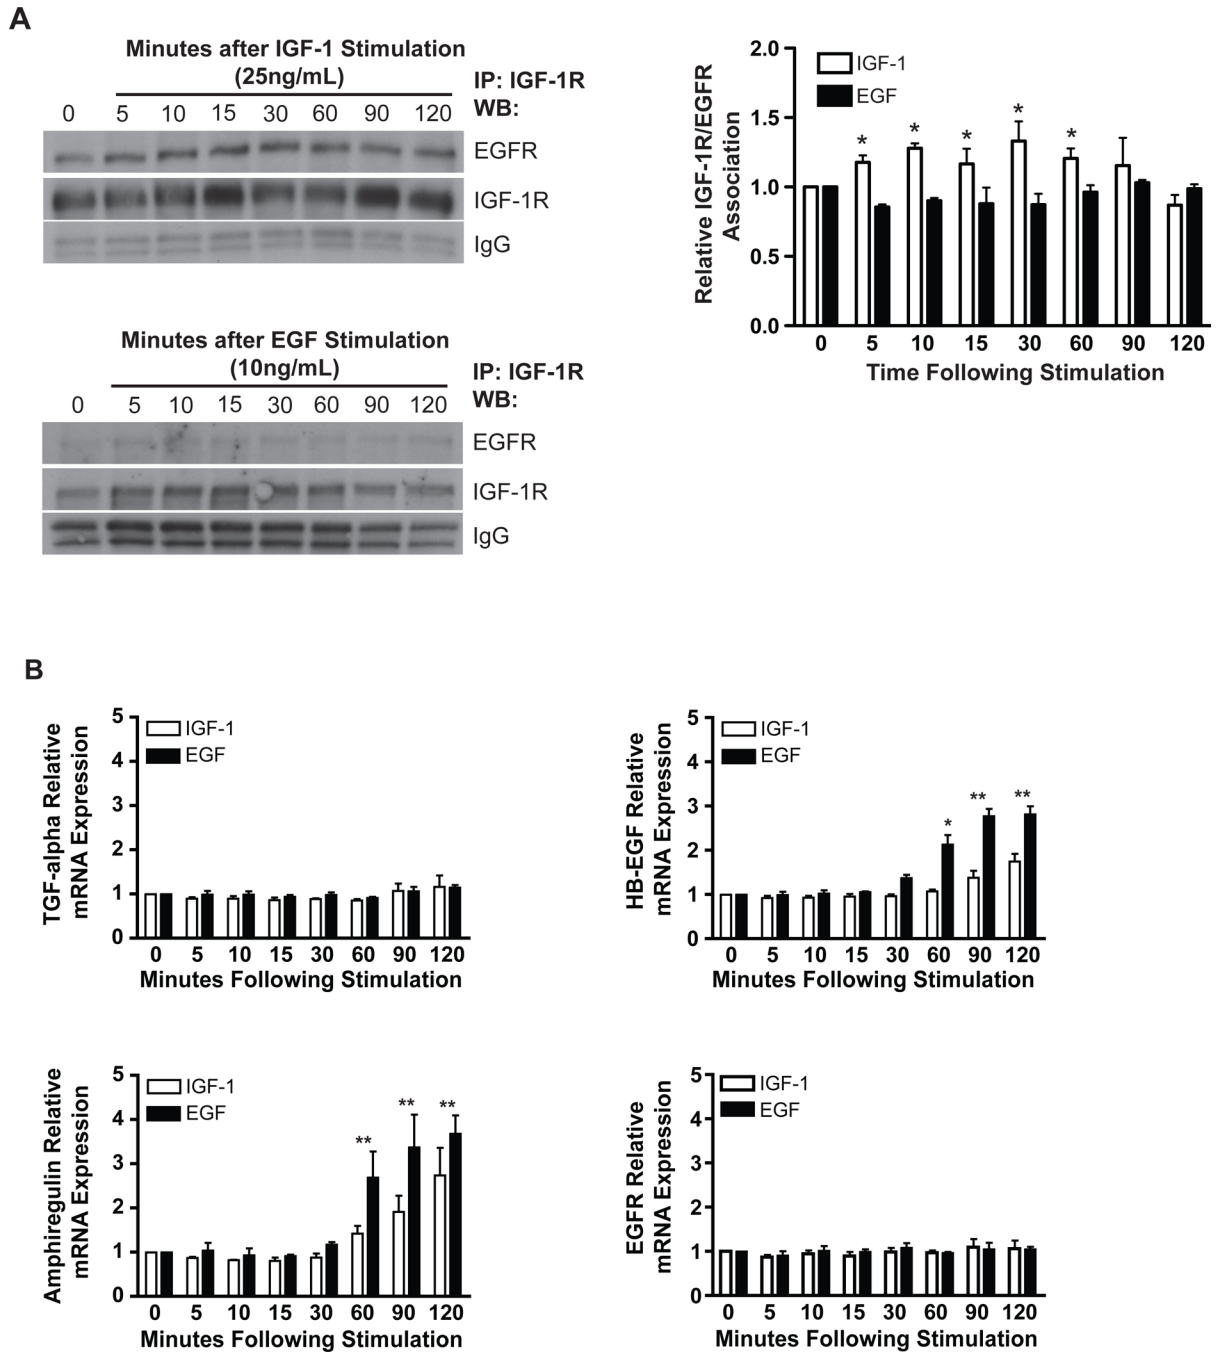 A
Minutes after IGF-1 Stimulation
(25ng/mL)
IP: IGF-1R
WB:
0 5 10 15 30 60 90 120
EGFR
IGF-1R
IgG
Minutes after EGF Stimulation
(10ng/mL)
IP: IGF-1R
WB:
0 5 10 15 30 60 90 120
EGFR
IGF-1R
IgG
Relative IGF-1R/EGFR
Association
2.0
1.5
1.0
0.5
0.0
IGF-1
EGF
* * * * *
0 5 10 15 30 60 90 120
Time Following Stimulation
B
TGF-alpha Relative
mRNA Expression
5
4
3
2
1
0
IGF-1
EGF
0 5 10 15 30 60 90 120
Minutes Following Stimulation
HB-EGF Relative
mRNA Expression
5
4
3
2
1
0
IGF-1
EGF
* ** **
0 5 10 15 30 60 90 120
Minutes Following Stimulation
Amphiregulin Relative
mRNA Expression
5
4
3
2
1
0
IGF-1
EGF
** ** **
0 5 10 15 30 60 90 120
Minutes Following Stimulation
EGFR Relative
mRNA Expression
5
4
3
2
1
0
IGF-1
EGF
0 5 10 15 30 60 90 120
Minutes Following Stimulation